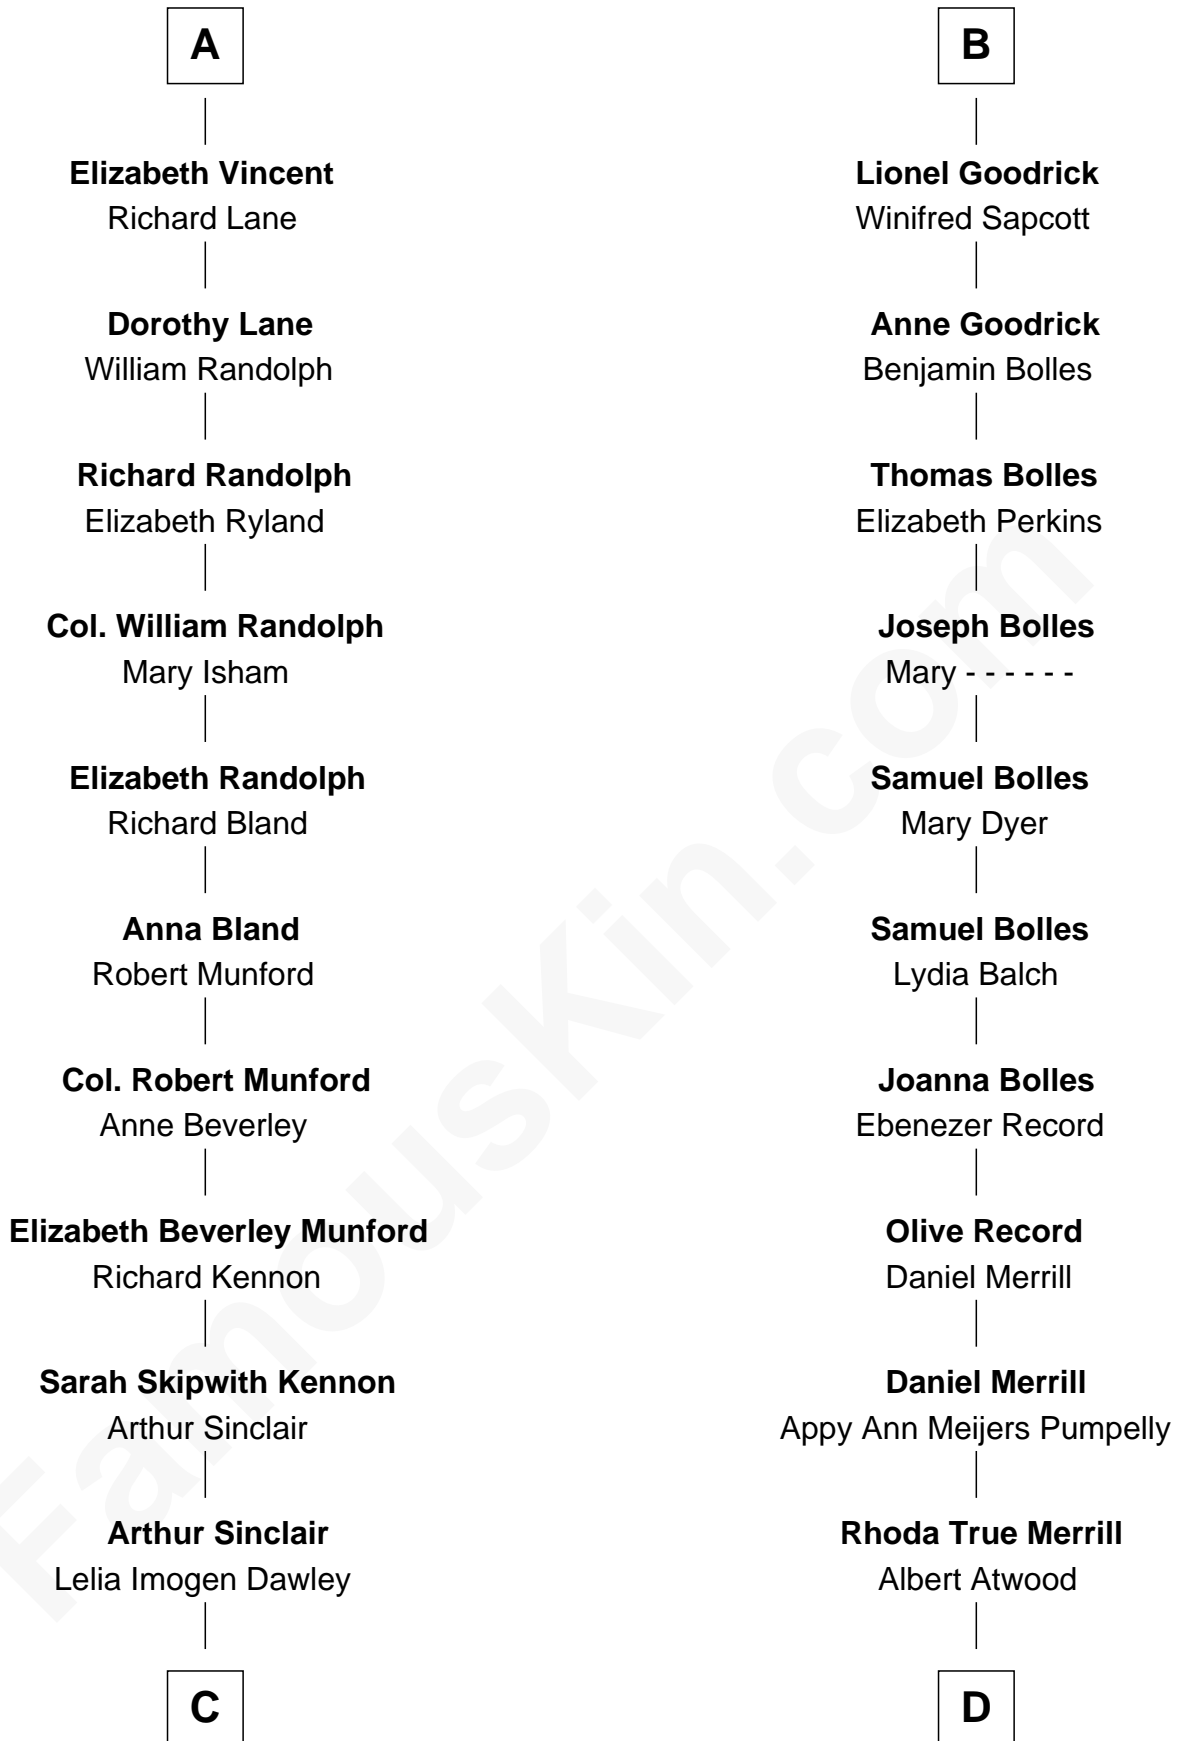 A
Elizabeth Vincent
Richard Lane
Dorothy Lane
William Randolph
Richard Randolph
Elizabeth Ryland
Col. William Randolph
Mary Isham
Elizabeth Randolph
Richard Bland
Anna Bland
Robert Munford
Col. Robert Munford
Anne Beverley
Elizabeth Beverley Munford
Richard Kennon
Sarah Skipwith Kennon
Arthur Sinclair
Arthur Sinclair
Lelia Imogen Dawley
C
B
Lionel Goodrick
Winifred Sapcott
Anne Goodrick
Benjamin Bolles
Thomas Bolles
Elizabeth Perkins
Joseph Bolles
Mary - - - - - -
Samuel Bolles
Mary Dyer
Samuel Bolles
Lydia Balch
Joanna Bolles
Ebenezer Record
Olive Record
Daniel Merrill
Daniel Merrill
Appy Ann Meijers Pumpelly
Rhoda True Merrill
Albert Atwood
D
FamousKin.com